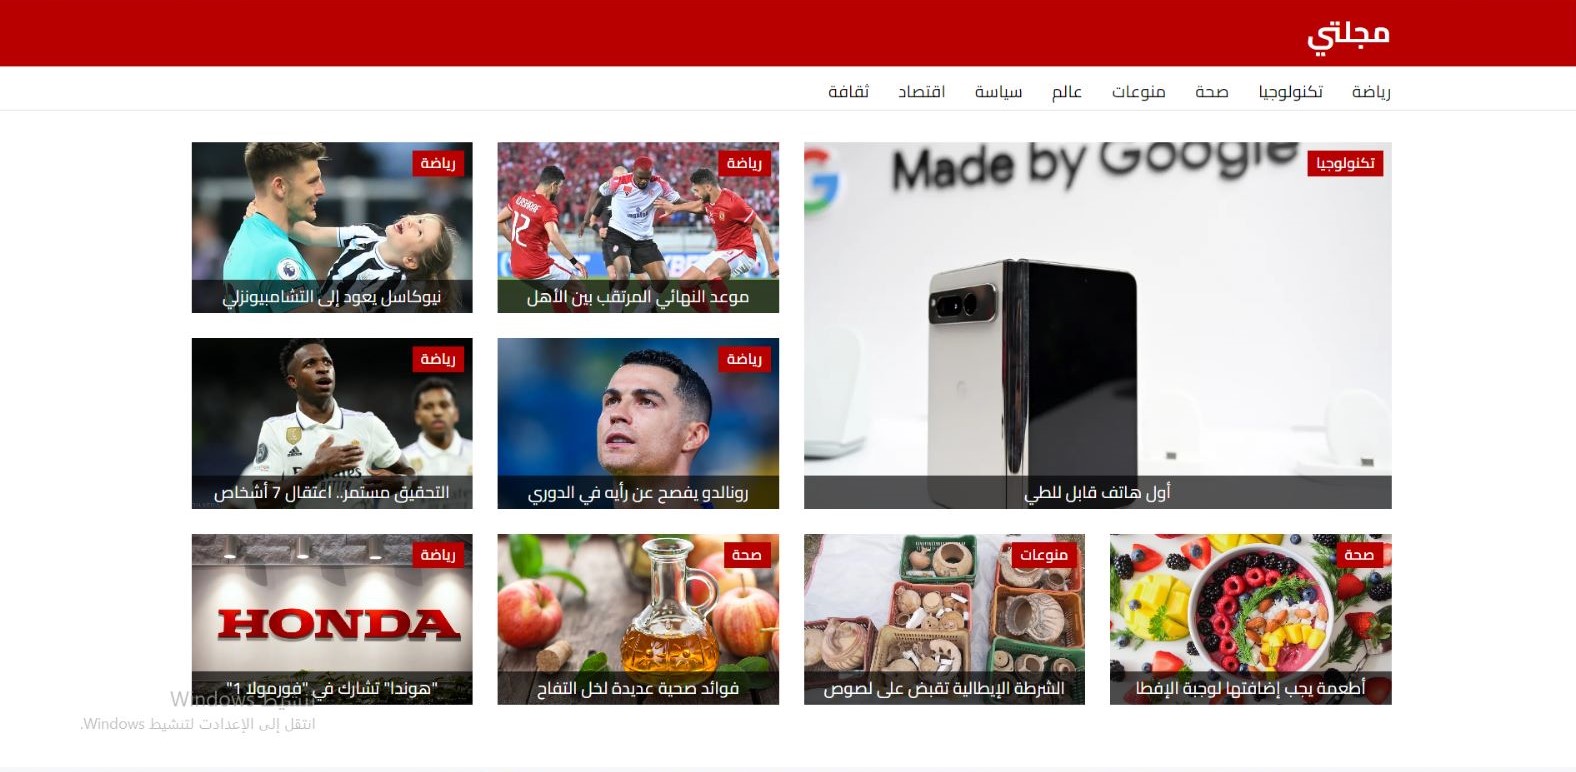 مجلتي
رياضة تكنولوجيا صحة منوعات عالم سياسة اقتصاد ثقافة
تكنولوجيا
Made by Google
أول هاتف قابل للطي
رياضة
موعد النهائي المرتقب بين الأهل
رياضة
نيوكاسل يعود إلى التشامبيونزلي
رياضة
رونالدو يفصح عن رأيه في الدوري
رياضة
التحقيق مستمر.. اعتقال 7 أشخاص
صحة
أطعمة يجب إضافتها لوجبة الإفطا
منوعات
الشرطة الإيطالية تقبض على لصوص
صحة
فوائد صحية عديدة لخل التفاح
رياضة
HONDA
"هوندا" تشارك في "فورمولا 1"
تنشيط Windows
انتقل إلى الإعدادت لتنشيط Windows.